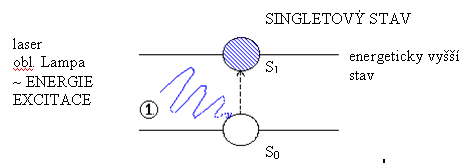 SINGLETOVÝ STAV
laser
obl. Lampa
~ ENERGIE
EXCITACE
energeticky vyšší
stav
S1
1
S0